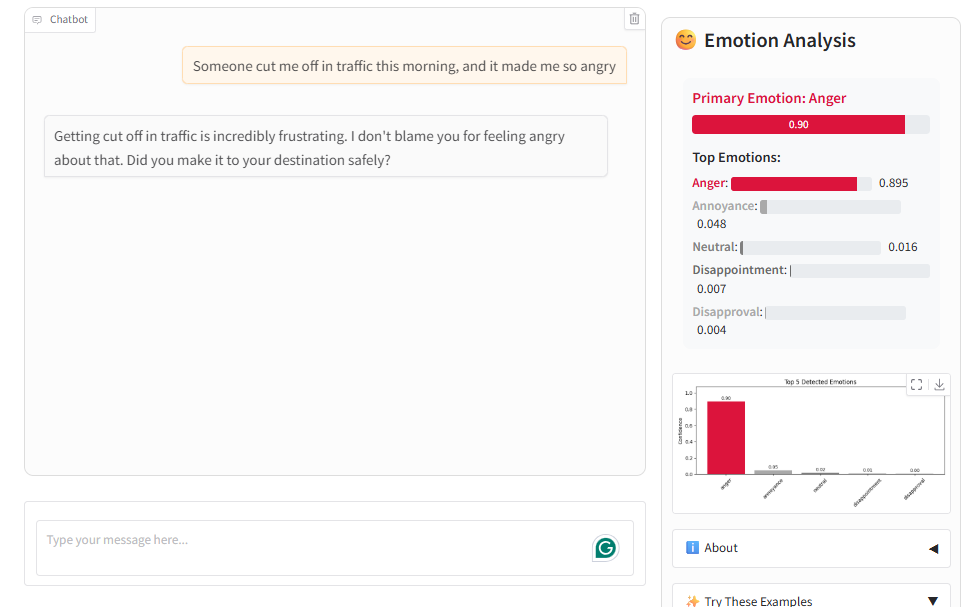 Chatbot
Someone cut me off in traffic this morning, and it made me so angry
Getting cut off in traffic is incredibly frustrating. I don't blame you for feeling angry
about that. Did you make it to your destination safely?
Type your message here...
Emotion Analysis
Primary Emotion: Anger
0.90
Top Emotions:
Anger: 0.895
Annoyance:
0.048
Neutral: 0.016
Disappointment:
0.007
Disapproval:
0.004
Top 5 Detected Emotions
Confidence
1.0
0.8
0.6
0.4
0.2
0.0
0.90
0.05
0.02
0.01
0.00
anger
annoyance
neutral
disappointment
disapproval
About
Try These Examples